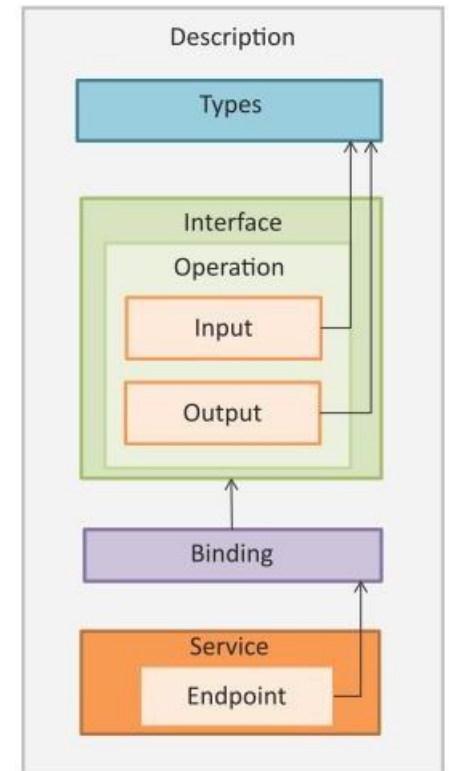 Description
Types
Interface
Operation
Input
Output
Binding
Service
Endpoint